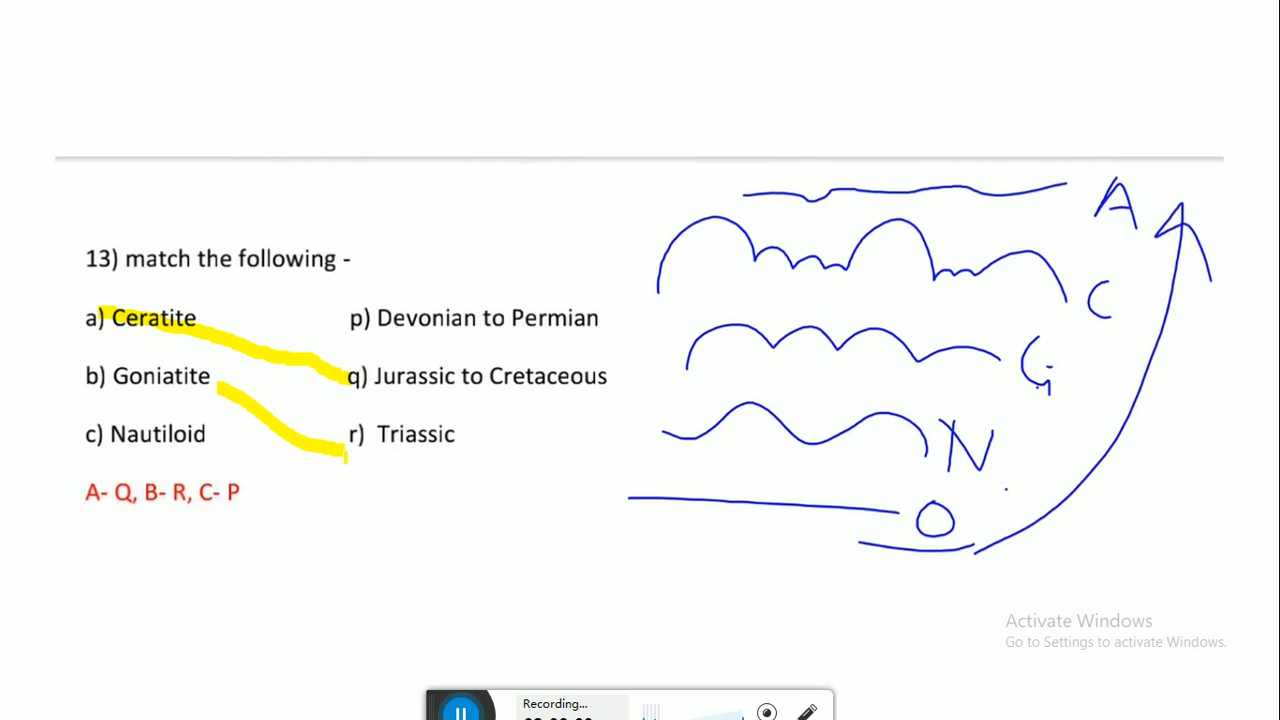 13) match the following -
a) Ceratite p) Devonian to Permian
b) Goniatite q) Jurassic to Cretaceous
c) Nautiloid r) Triassic
A- Q, B- R, C- P
A
C
G
N
O
Activate Windows
Go to Settings to activate Windows.
Recording...